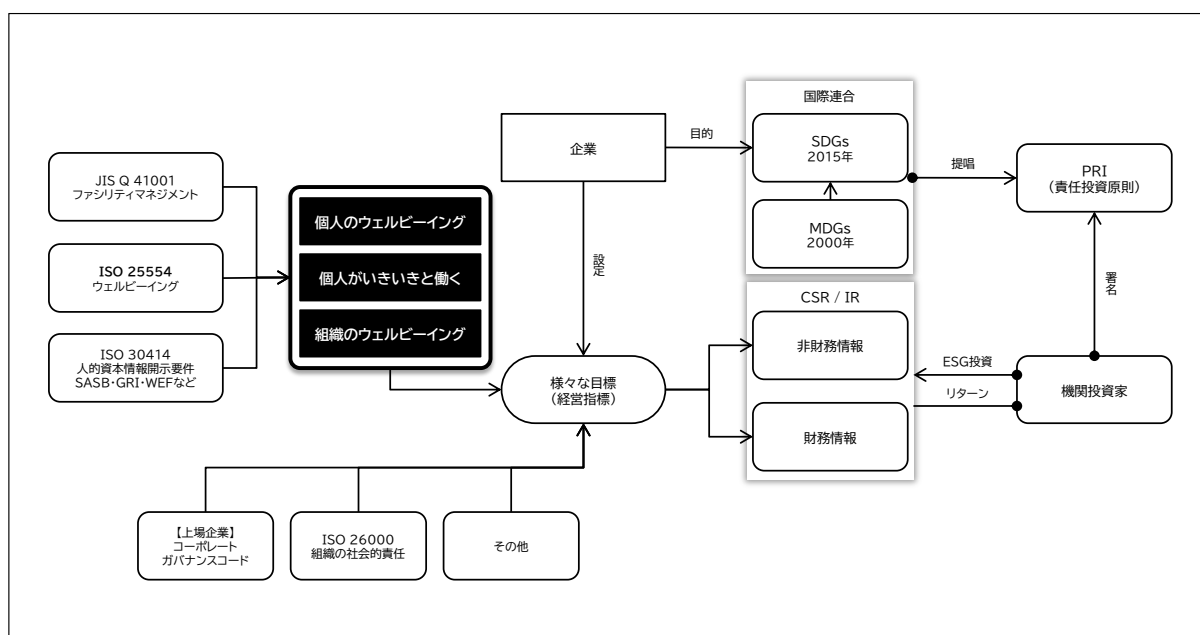 国際連合
企業
目的
SDGs
2015年
提唱
PRI
（責任投資原則）
JIS Q 41001
ファシリティマネジメント
個人のウェルビーイング
MDGs
2000年
ISO 25554
ウェルビーイング
個人がいきいきと働く
設定
署名
組織のウェルビーイング
CSR / IR
ISO 30414
人的資本情報開示要件
SASB・GRI・WEFなど
非財務情報
ESG投資
様々な目標
（経営指標）
リターン
機関投資家
財務情報
【上場企業】
コーポレート
ガバナンスコード
ISO 26000
組織の社会的責任
その他